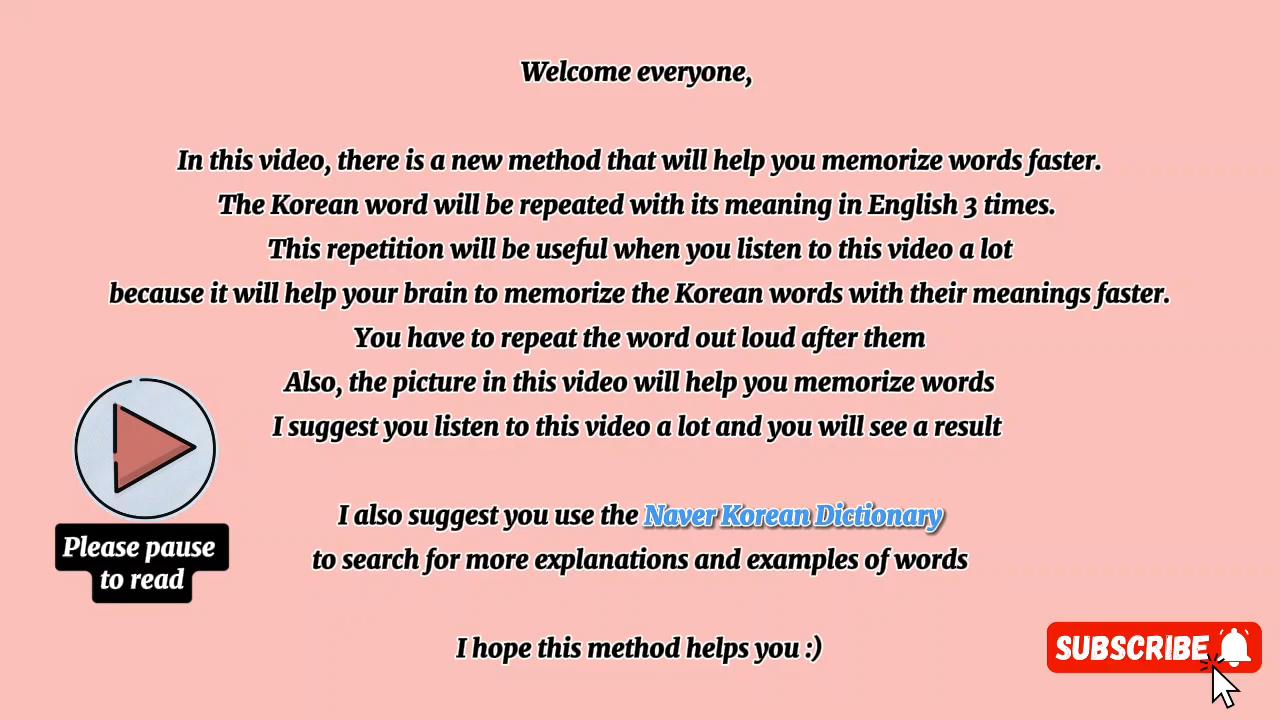 Welcome everyone,
In this video, there is a new method that will help you memorize words faster.
The Korean word will be repeated with its meaning in English 3 times.
This repetition will be useful when you listen to this video a lot
because it will help your brain to memorize the Korean words with their meanings faster.
You have to repeat the word out loud after them
Also, the picture in this video will help you memorize words
I suggest you listen to this video a lot and you will see a result
I also suggest you use the Naver Korean Dictionary
to search for more explanations and examples of words
I hope this method helps you :)
Please pause
to read
SUBSCRIBE